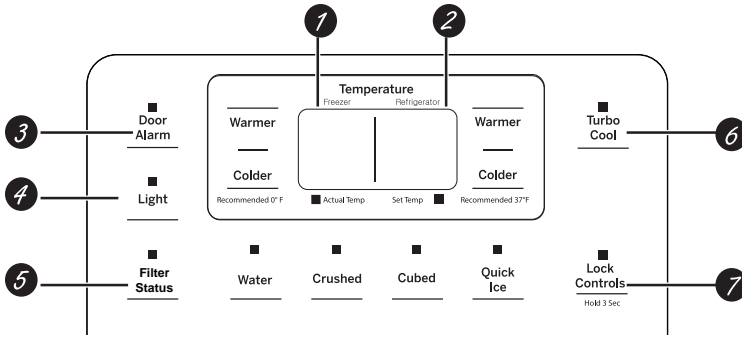 1
2
Temperature
Freezer Refrigerator
3
Door
Alarm
Warmer
Warmer
Turbo
Cool
6
4
Light
Colder
Colder
Recommended 0° F
Actual Temp
Set Temp
Recommended 37°F
5
Filter
Status
Water
Crushed
Cubed
Quick
Ice
Lock
Controls
Hold 3 Sec
7